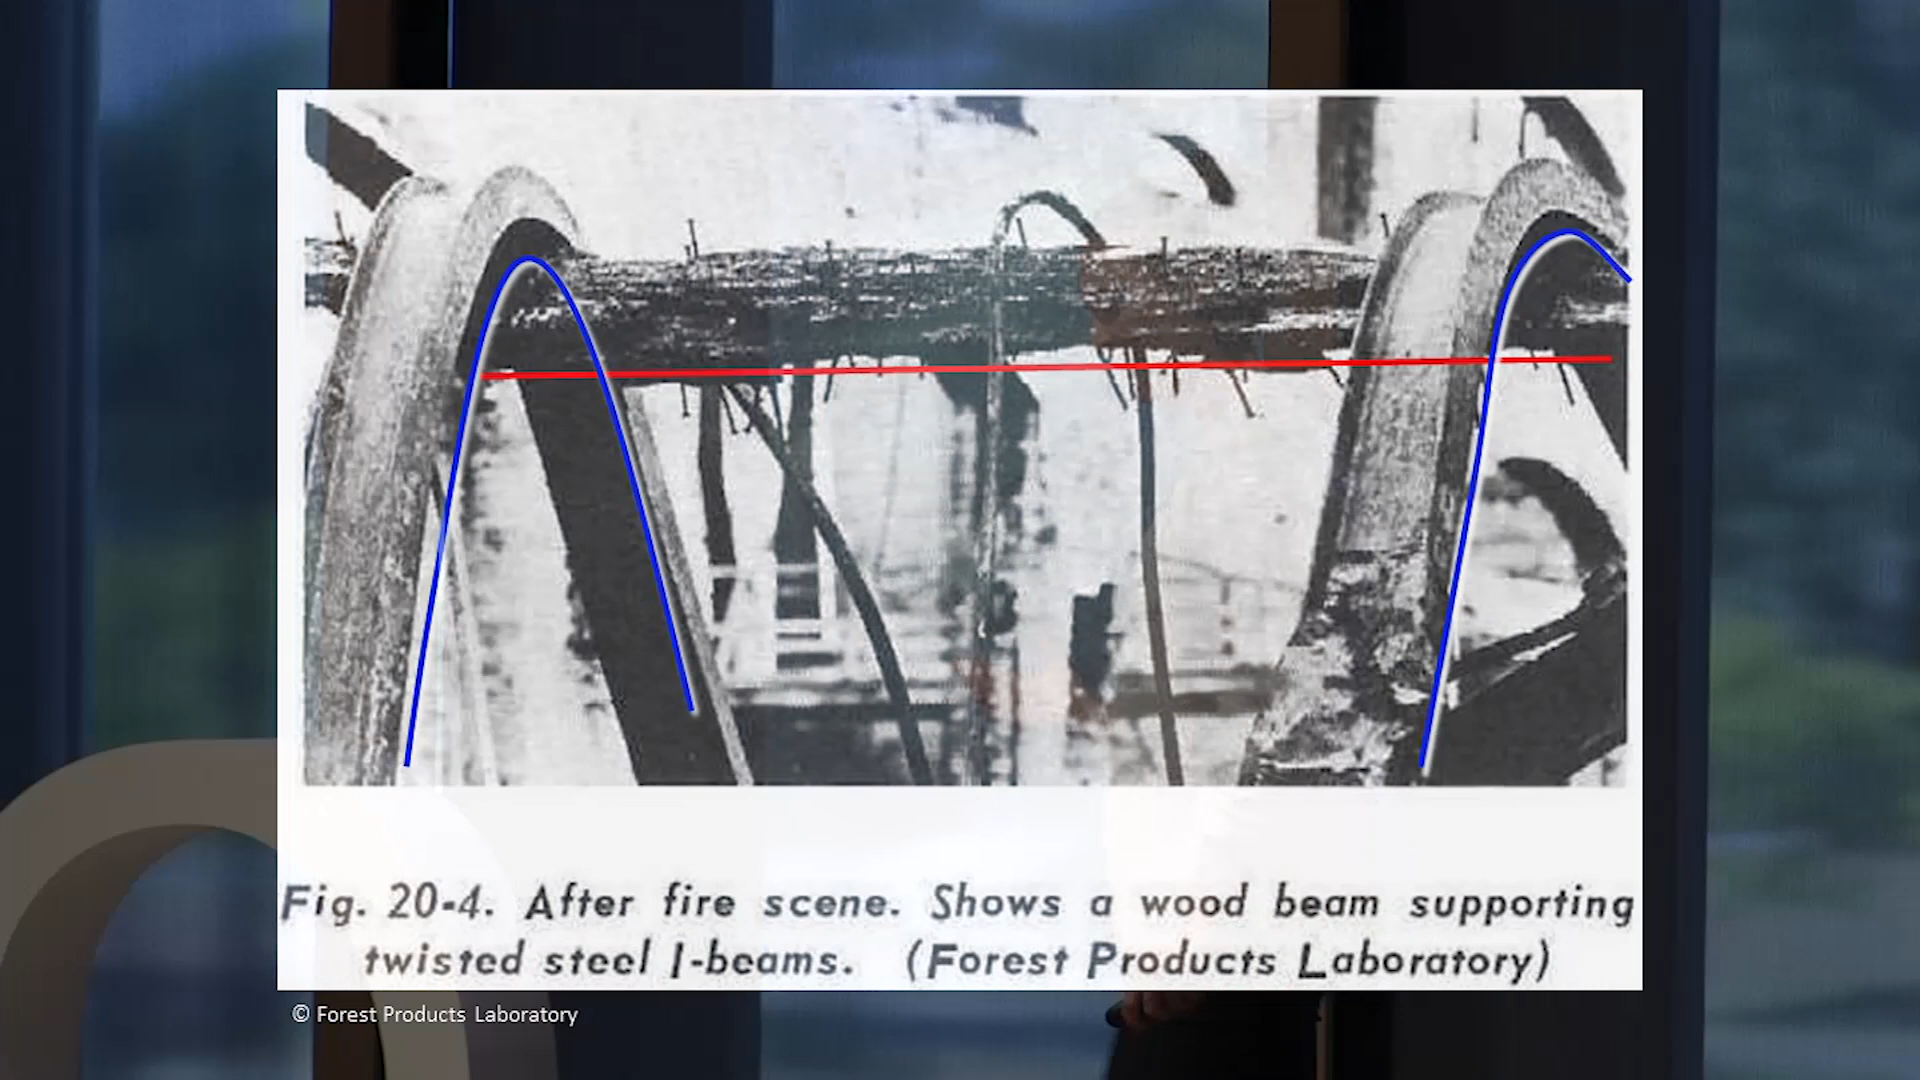 Fig. 20-4. After fire scene. Shows a wood beam supporting
twisted steel I-beams. (Forest Products Laboratory)
© Forest Products Laboratory